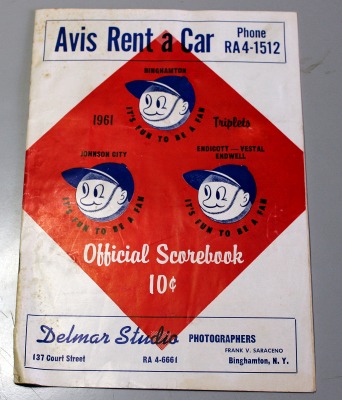 Avis Rent a Car
Phone
RA 4-1512
BINGHAMTON
IT'S FUN TO BE A FAN
1961
Triplets
JOHNSON CITY
IT'S FUN TO BE A FAN
ENDICOTT — VESTAL
ENDWELL
IT'S FUN TO BE A FAN
Official Scorebook
10¢
Delmar Studio PHOTOGRAPHERS
FRANK V. SARACENO
137 Court Street RA 4-6661 Binghamton, N. Y.